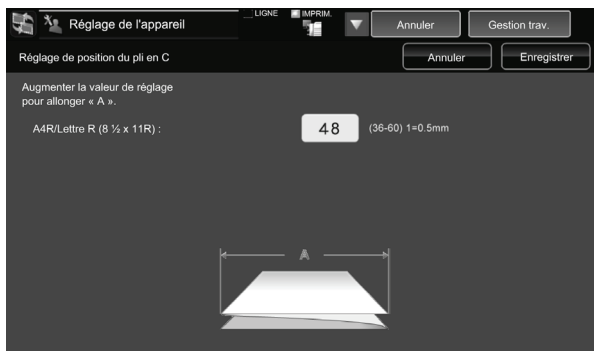 Réglage de l'appareil
LIGNE
IMPRIM.
Annuler
Gestion trav.
Réglage de position du pli en C
Annuler
Enregistrer
Augmenter la valeur de réglage
pour allonger « A ».
A4R/Lettre R (8 ½ x 11R) :
48
(36-60) 1=0.5mm
A